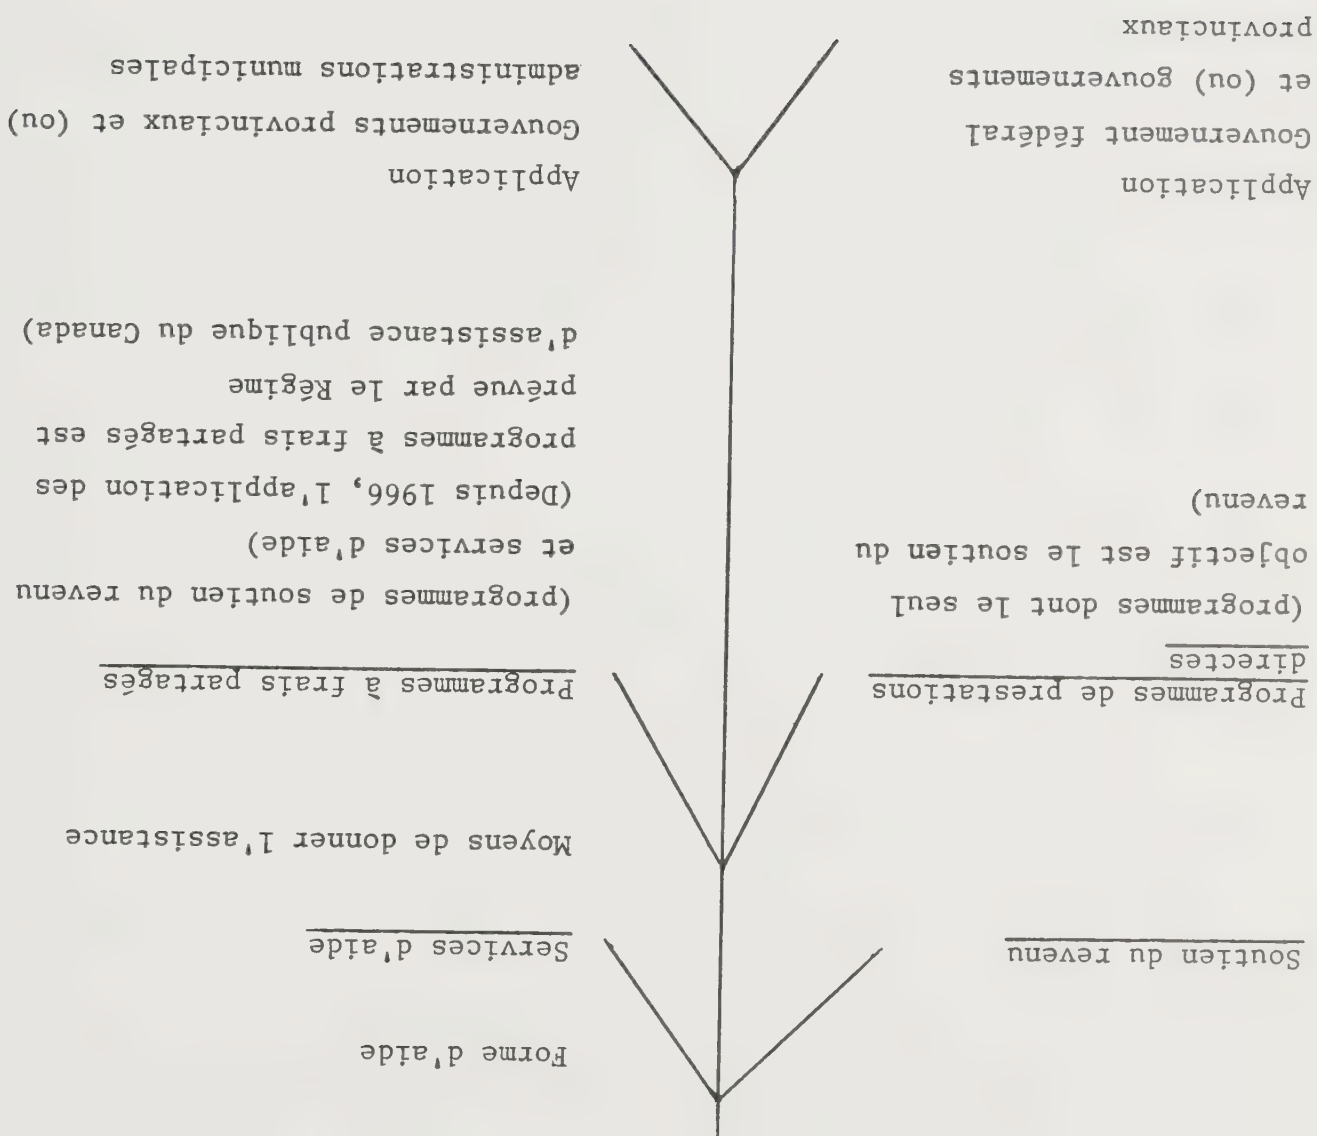 Forme d'aide
Soutien du revenu
Services d'aide
Moyens de donner l'assistance
Programmes de prestations
directes
(programmes dont le seul
objectif est le soutien du
revenu)
Programmes à frais partagés
(programmes de soutien du revenu
et services d'aide)
(Depuis 1966, l'application des
programmes à frais partagés est
prévue par le Régime
d'assistance publique du Canada)
Application
Gouvernement fédéral
et (ou) gouvernements
provinciaux
Application
Gouvernements provinciaux et (ou)
administrations municipales